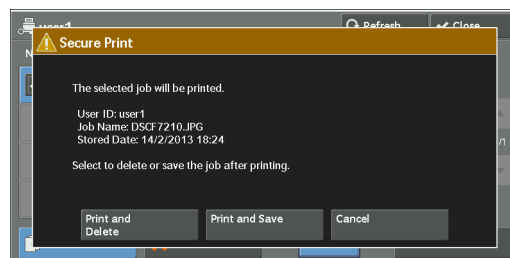 user1
Refresh
Close
Secure Print
The selected job will be printed.
User ID: user1
Job Name: DSCF7210.JPG
Stored Date: 14/2/2013 18:24
/1
Select to delete or save the job after printing.
Print and
Delete
Print and Save
Cancel